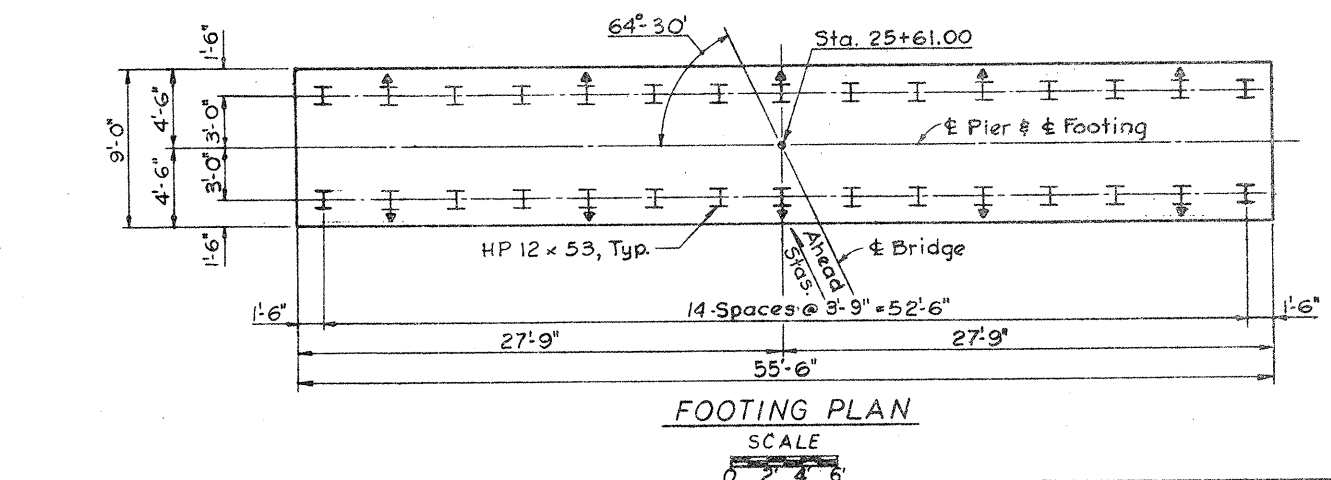 64°-30'
Sta. 25+61.00
1'-6"
4'-6"
3'-0"
9'-0"
3'-0"
4'-6"
1'-6"
℄ Pier & ℄ Footing
HP 12 x 53, Typ.
Ahead
Stas.
℄ Bridge
14-Spaces @ 3'-9" = 52'-6"
1'-6"
1'-6"
27'-9"
27'-9"
55'-6"
FOOTING PLAN
SCALE
0 2' 4' 6'